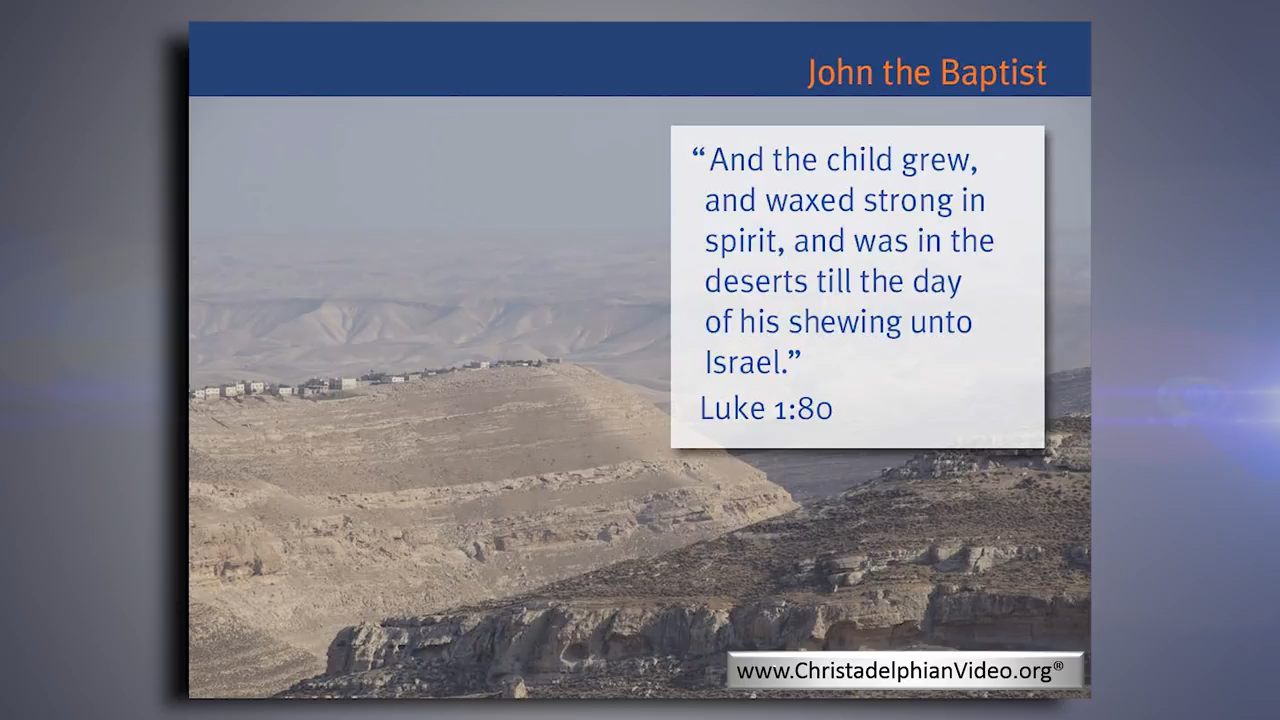 John the Baptist
“And the child grew,
and waxed strong in
spirit, and was in the
deserts till the day
of his shewing unto
Israel.”
Luke 1:80
www.ChristadelphianVideo.org®